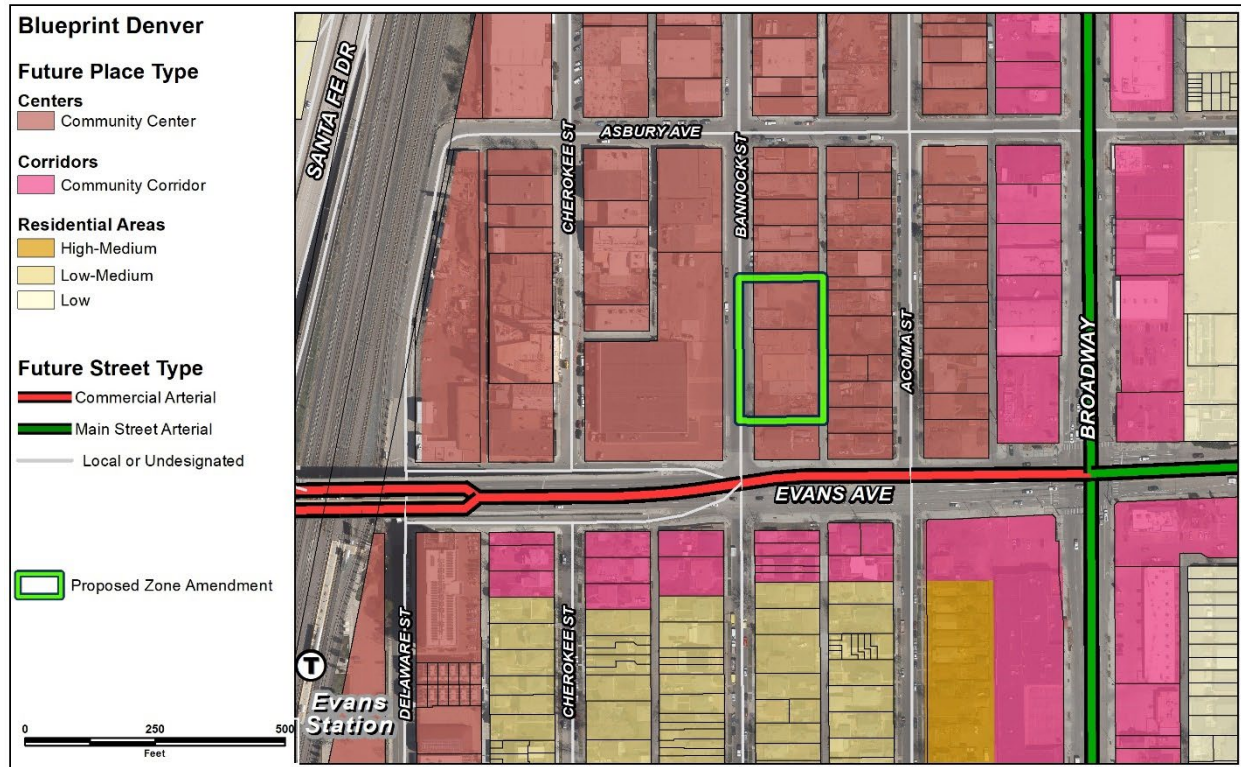 Blueprint Denver
Future Place Type
Centers
Community Center
Corridors
Community Corridor
Residential Areas
High-Medium
Low-Medium
Low
Future Street Type
Commercial Arterial
Main Street Arterial
Local or Undesignated
Proposed Zone Amendment
0 250 500
Feet
SANTA FE DR
CHEROKEE ST
ASBURY AVE
BANNOCK ST
ACOMA ST
BROADWAY
EVANS AVE
DELAWARE ST
CHEROKEE ST
T
Evans
Station